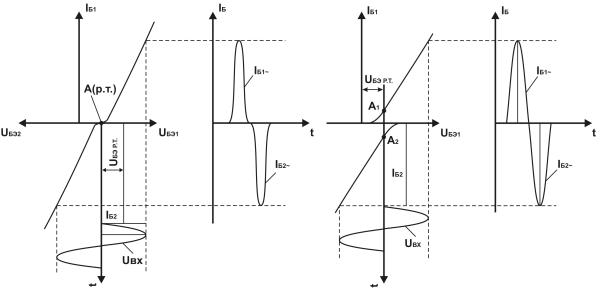 IБ1
IБ
IБ1
IБ
UБЭ Р.Т.
IБ1~
IБ1~
A(р.т.)
A1
UБЭ2
UБЭ1
t
UБЭ1
t
A2
UБЭ Р.Т.
IБ2~
IБ2
IБ2~
IБ2
Uвх
Uвх
t
t